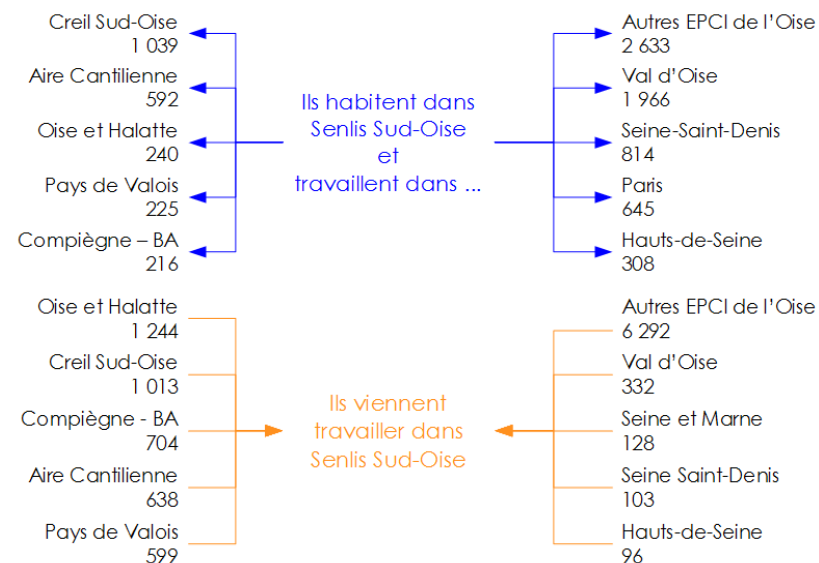 Creil Sud-Oise
1 039
Aire Cantilienne
592
Oise et Halatte
240
Pays de Valois
225
Compiègne – BA
216
Ils habitent dans
Senlis Sud-Oise
et
travaillent dans ...
Autres EPCI de l'Oise
2 633
Val d'Oise
1 966
Seine-Saint-Denis
814
Paris
645
Hauts-de-Seine
308
Oise et Halatte
1 244
Creil Sud-Oise
1 013
Compiègne - BA
704
Aire Cantilienne
638
Pays de Valois
599
Ils viennent
travailler dans
Senlis Sud-Oise
Autres EPCI de l'Oise
6 292
Val d'Oise
332
Seine et Marne
128
Seine Saint-Denis
103
Hauts-de-Seine
96